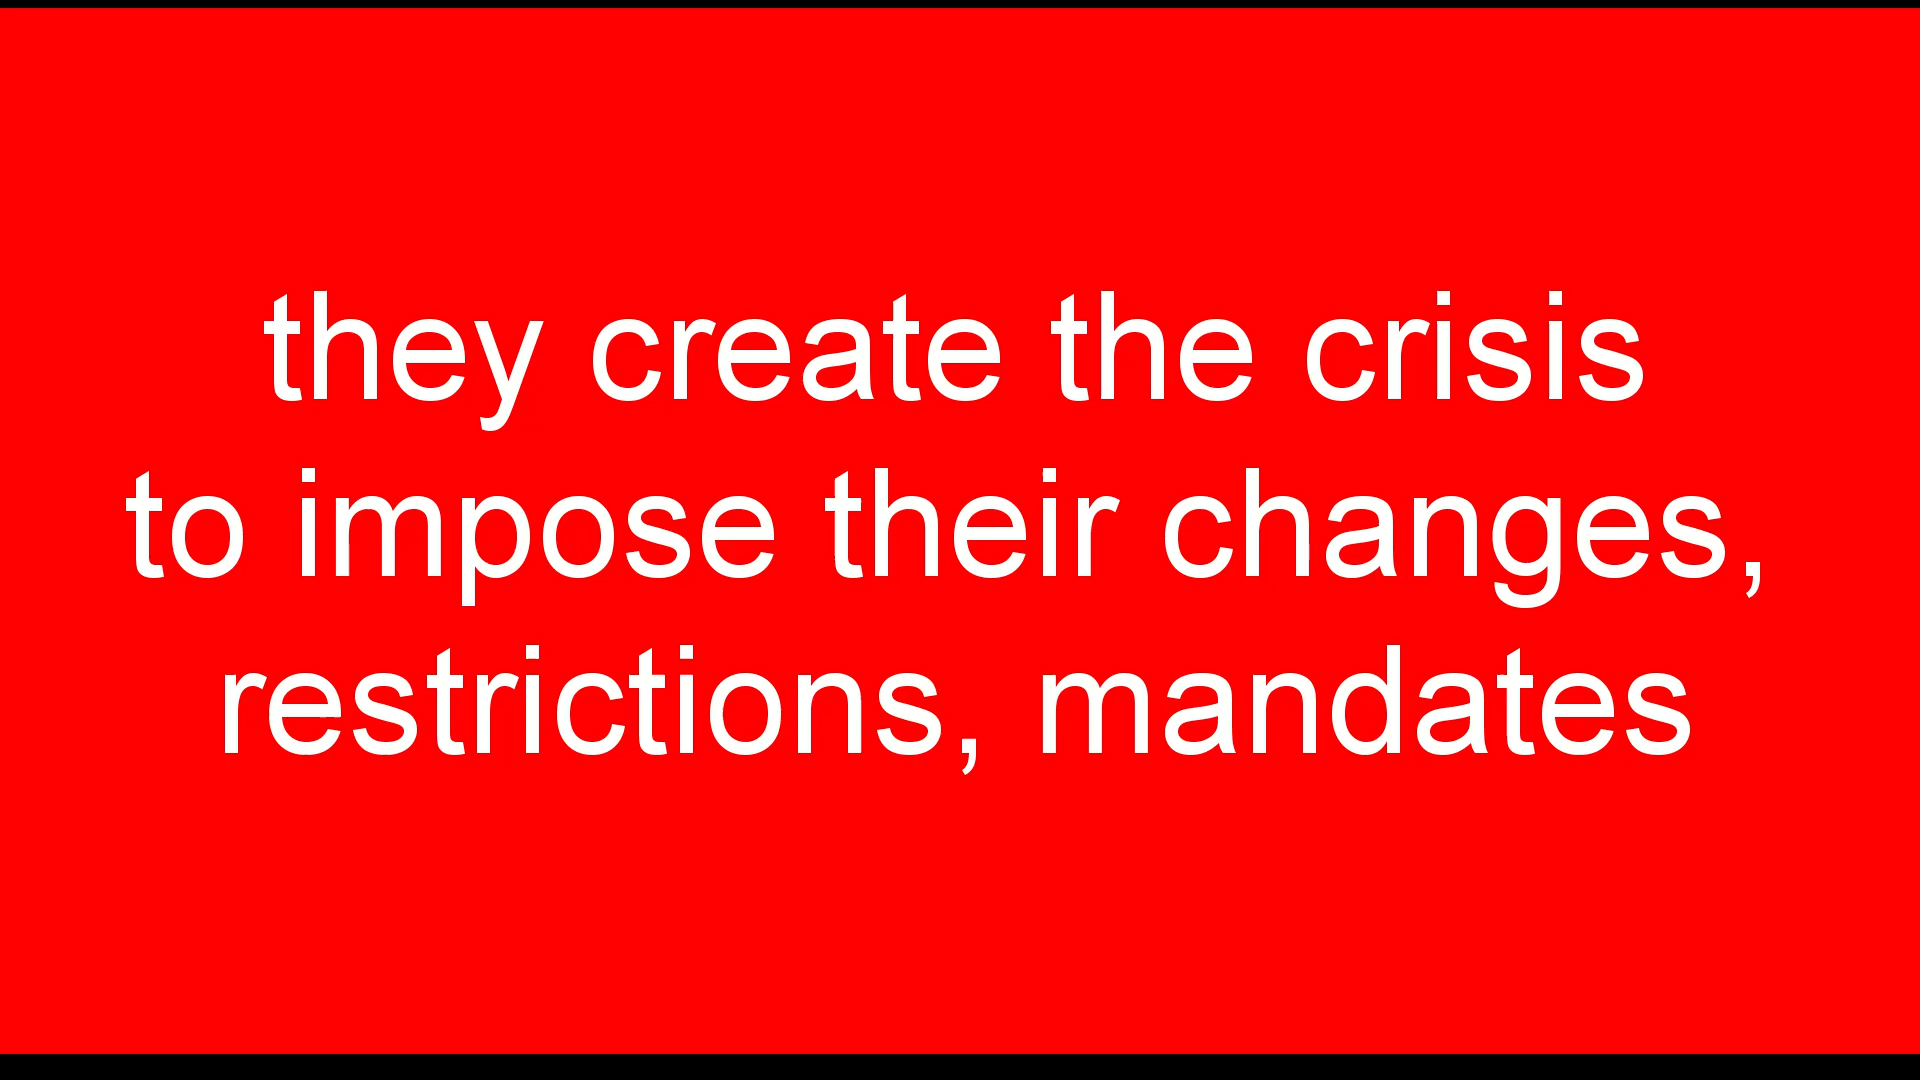 they create the crisis
to impose their changes,
restrictions, mandates